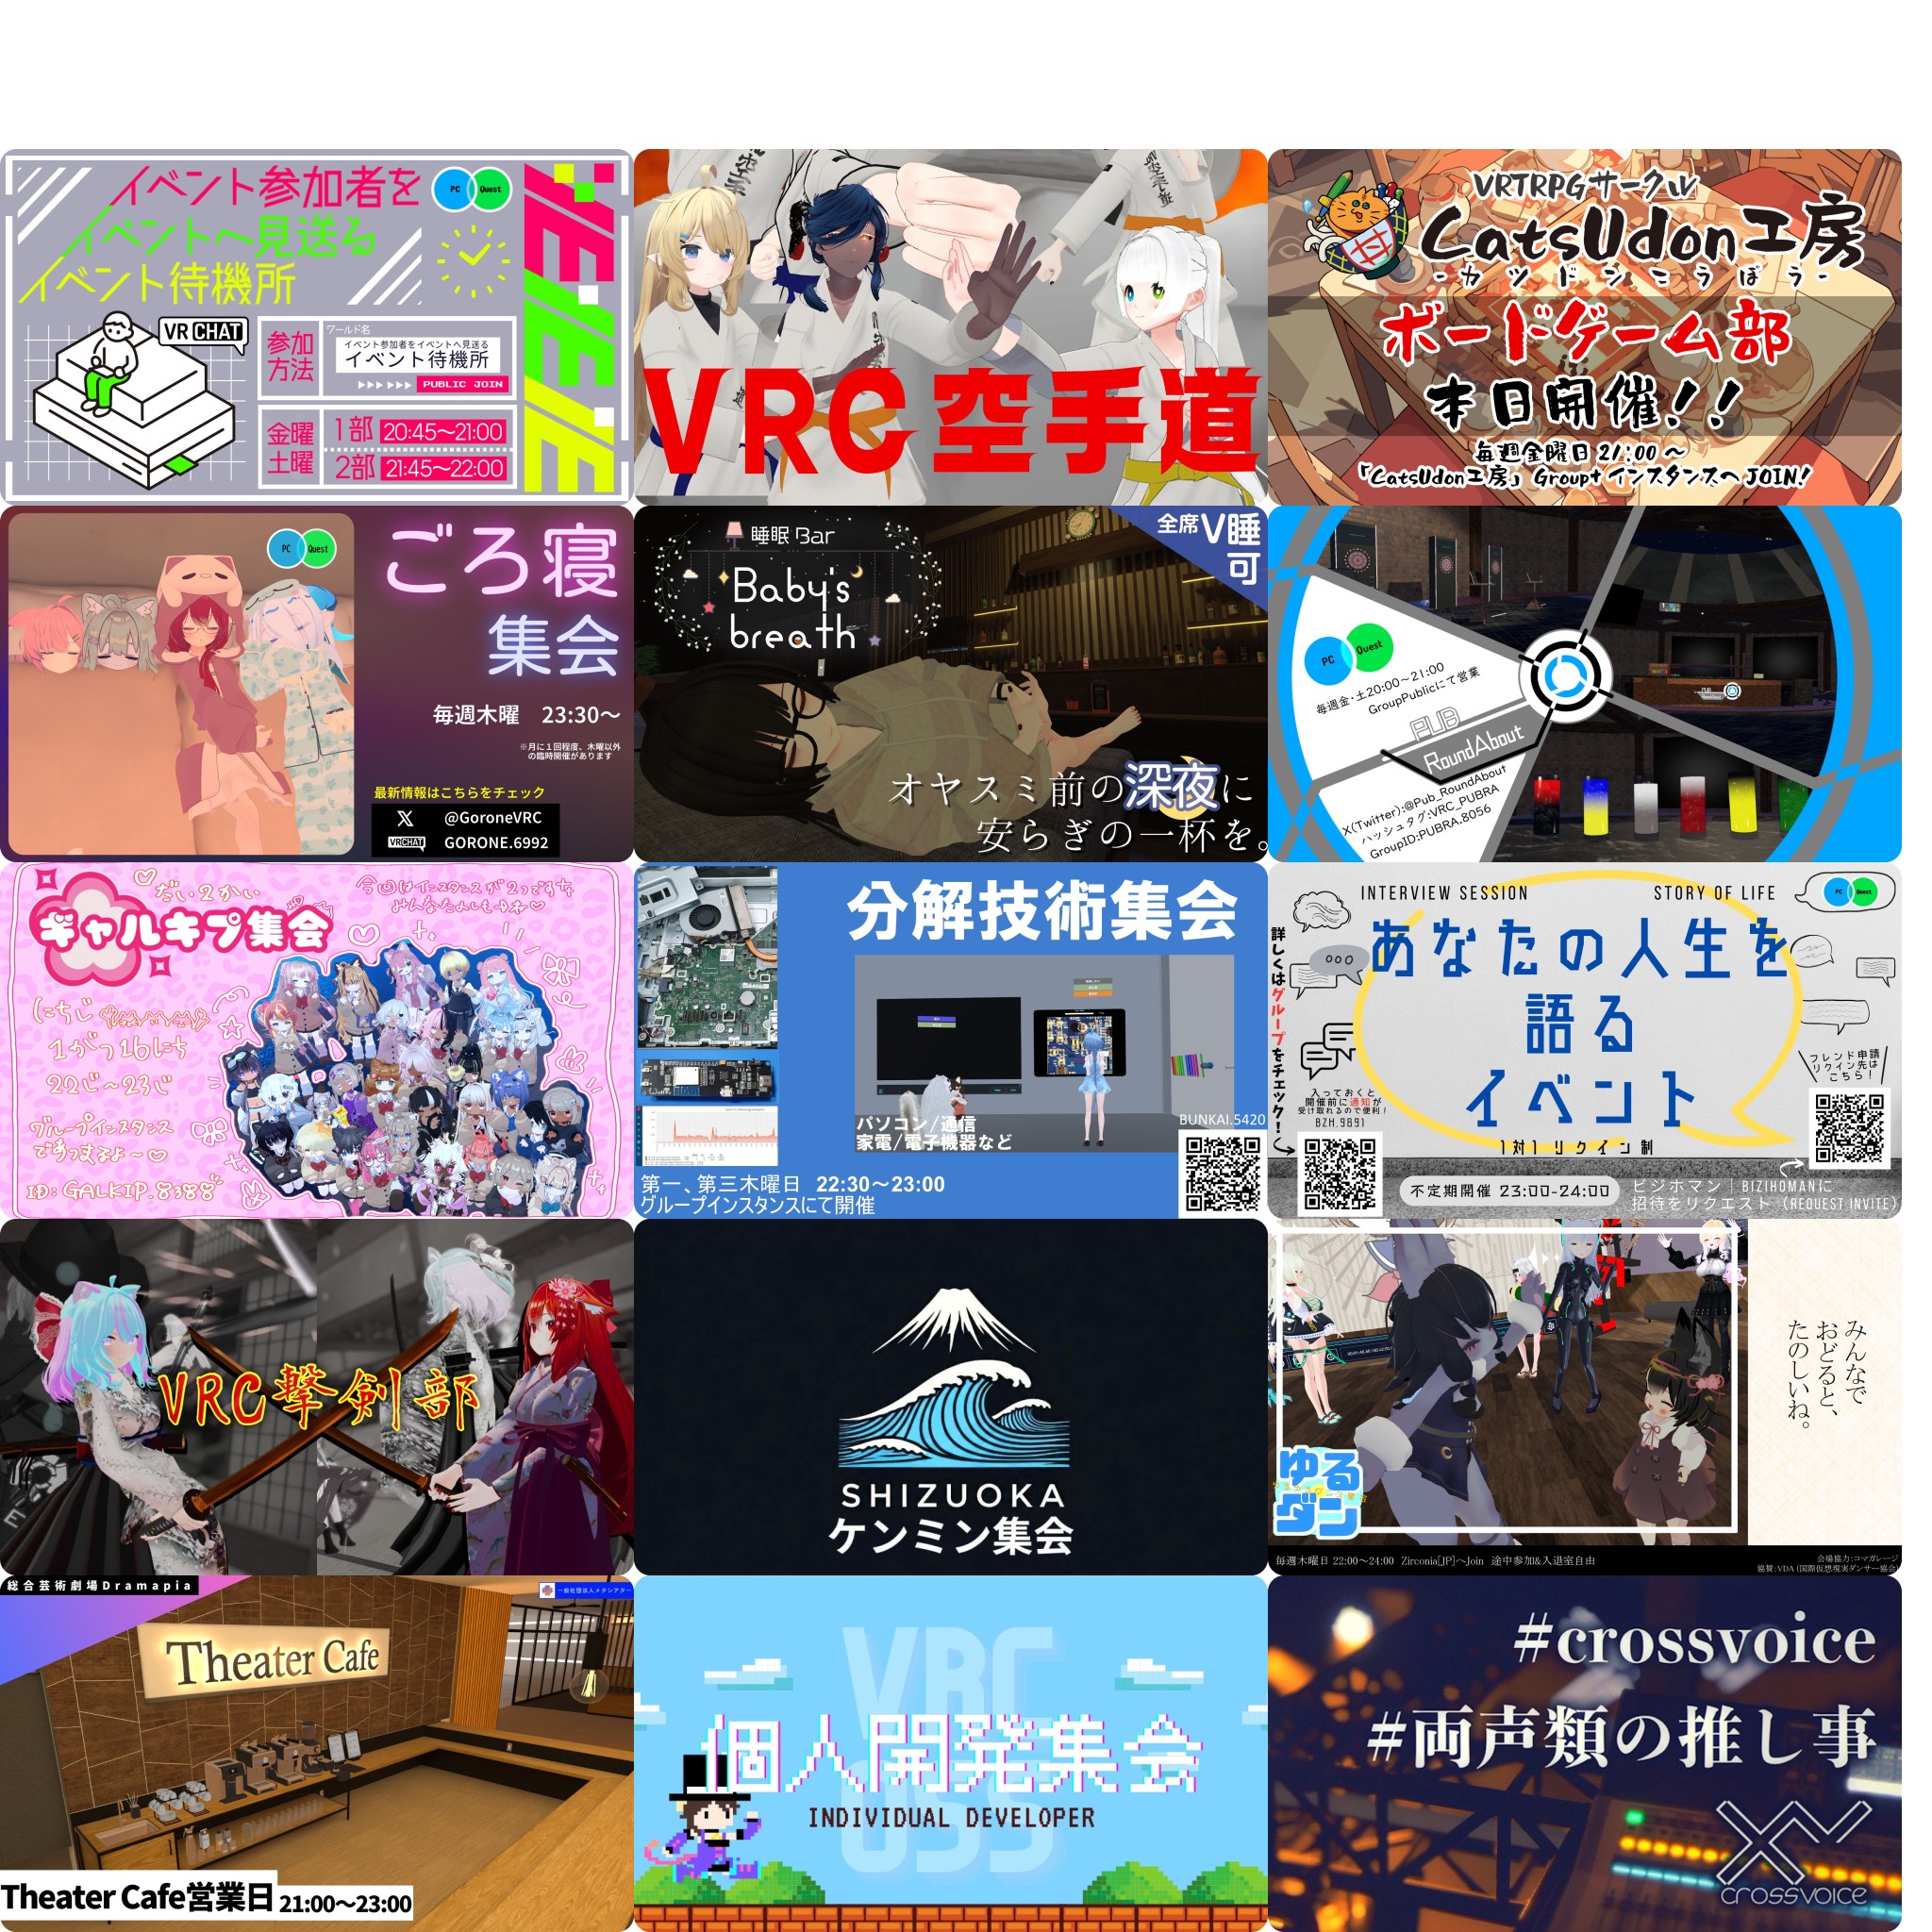 イベント参加者を
イベントへ見送る
イベント待機所
PC Quest
VRCHAT
参加方法
ワールド名
イベント参加者をイベントへ見送る
イベント待機所
PUBLIC JOIN
金曜
土曜
1部 20:45～21:00
2部 21:45～22:00
VRC空手道
VRTRPGサークル
CatsUdon工房
-カツドンこうぼう-
ボードゲーム部
本日開催!!
毎週金曜日 21:00～
「CatsUdon工房」Group+インスタンスへJOIN!
PC Quest
ごろ寝
集会
毎週木曜 23:30～
※月に１回程度、木曜以外
の臨時開催があります
最新情報はこちらをチェック
X @GoroneVRC
VRCHAT GORONE.6992
睡眠Bar
Baby's
breath
全席V睡
可
オヤスミ前の深夜に
安らぎの一杯を。
PC Quest
毎週金・土20:00～21:00
GroupPublicにて営業
PUB
RoundAbout
X(Twitter):@Pub_RoundAbout
ハッシュタグ:VRC_PUBRA
GroupID:PUBRA.8056
だい2かい
ギャルキプ集会
今回はインスタンスが2つです
にちじ
1がつ16にち
22じ～23じ
グループインスタンス
であつまるよ～♡
ID:GALKIP.8388
分解技術集会
パソコン/通信
家電/電子機器など
BUNKAI.5420
第一、第三木曜日 22:30～23:00
グループインスタンスにて開催
INTERVIEW SESSION
STORY OF LIFE
PC Quest
あなたの人生を
語る
イベント
1対1 リクイン制
詳しくはグループをチェック!
入っておくと
開催前に通知が
受け取れるので便利!
BZH.9891
フレンド申請
リクイン先は
こちら!
不定期開催 23:00-24:00
ビジホマン｜BIZIHOMANに
招待をリクエスト (REQUEST INVITE)
VRC撃剣部
SHIZUOKA
ケンミン集会
みんなで
おどると、
たのしいね。
ゆる
ダン
毎週木曜日 22:00～24:00 Zirconia[JP]へJoin 途中参加&入退室自由
会場協力:コマガレージ
協賛:VDA (国際仮想現実ダンサー協会)
総合芸術劇場Dramapia
一般社団法人メタシアター
Theater Cafe
Theater Cafe営業日 21:00～23:00
VRC
OSS
個人開発集会
INDIVIDUAL DEVELOPER
#crossvoice
#両声類の推し事
crossvoice